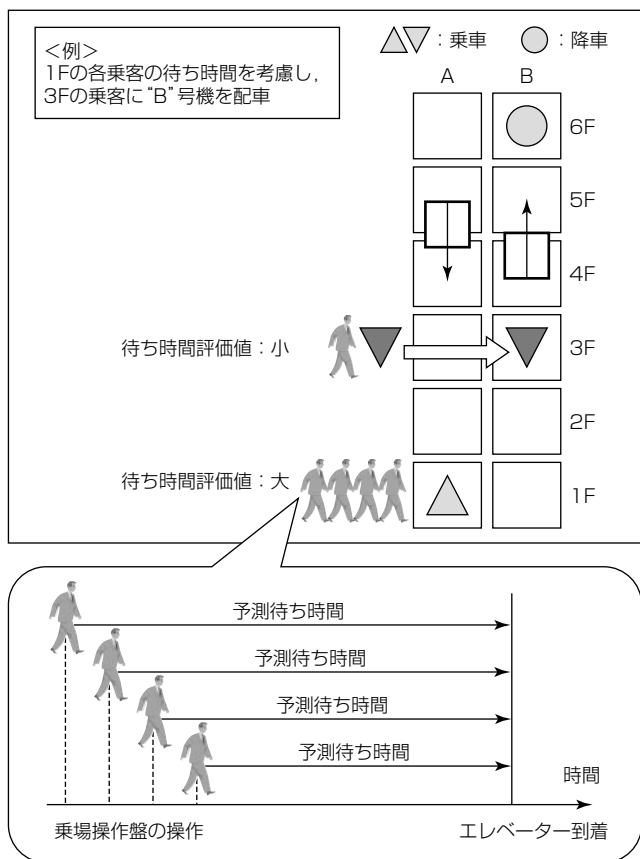 <例>
1Fの各乗客の待ち時間を考慮し,
3Fの乗客に“B”号機を配車
:乗車
:降車
A
B
6F
5F
4F
待ち時間評価値:小
3F
2F
待ち時間評価値:大
1F
予測待ち時間
予測待ち時間
予測待ち時間
予測待ち時間
時間
乗場操作盤の操作
エレベーター到着